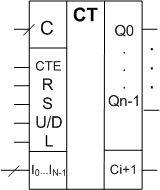 C
CT
Q0
.
.
.
Qn-1
CTE
R
S
U/D
L
I0...IN-1
Ci+1